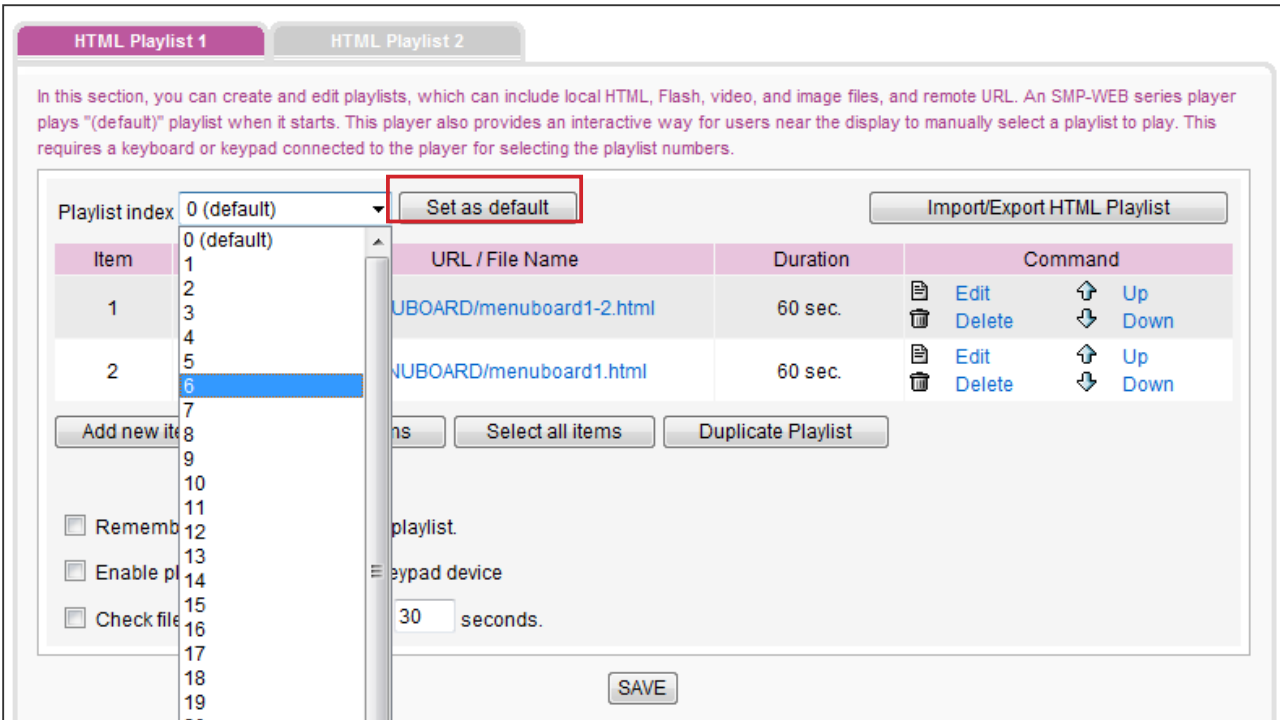 HTML Playlist 1 HTML Playlist 2
In this section, you can create and edit playlists, which can include local HTML, Flash, video, and image files, and remote URL. An SMP-WEB series player
plays "(default)" playlist when it starts. This player also provides an interactive way for users near the display to manually select a playlist to play. This
requires a keyboard or keypad connected to the player for selecting the playlist numbers.
Playlist index 0 (default) Set as default Import/Export HTML Playlist
0 (default)
Item URL / File Name Duration Command
1
2
3
4
5
6
7
8
9
10
11
12
13
14
15
16
17
18
19
1 UBOARD/menuboard1-2.html 60 sec. Edit Up
Delete Down
2 NUBOARD/menuboard1.html 60 sec. Edit Up
Delete Down
Add new ite ms Select all items Duplicate Playlist
Rememb playlist.
Enable pl eypad device
Check file 30 seconds.
SAVE